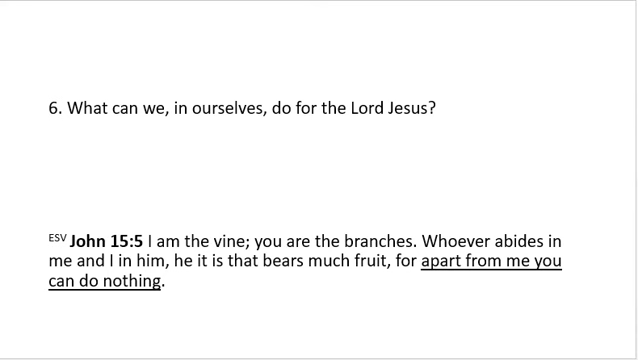 6. What can we, in ourselves, do for the Lord Jesus?
ESV John 15:5 I am the vine; you are the branches. Whoever abides in
me and I in him, he it is that bears much fruit, for apart from me you
can do nothing.